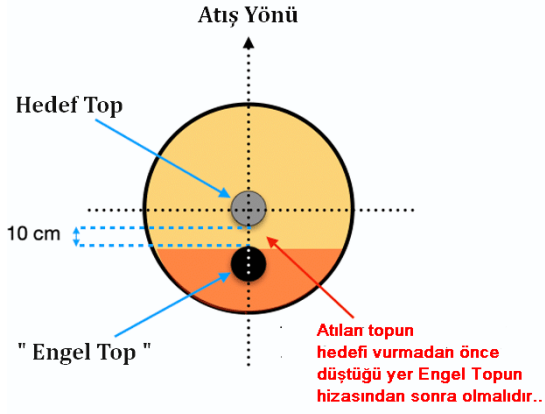 Atış Yönü
Hedef Top
10 cm
" Engel Top "
Atılan topun
hedefi vurmadan önce
düştüğü yer Engel Topun
hizasından sonra olmalıdır..